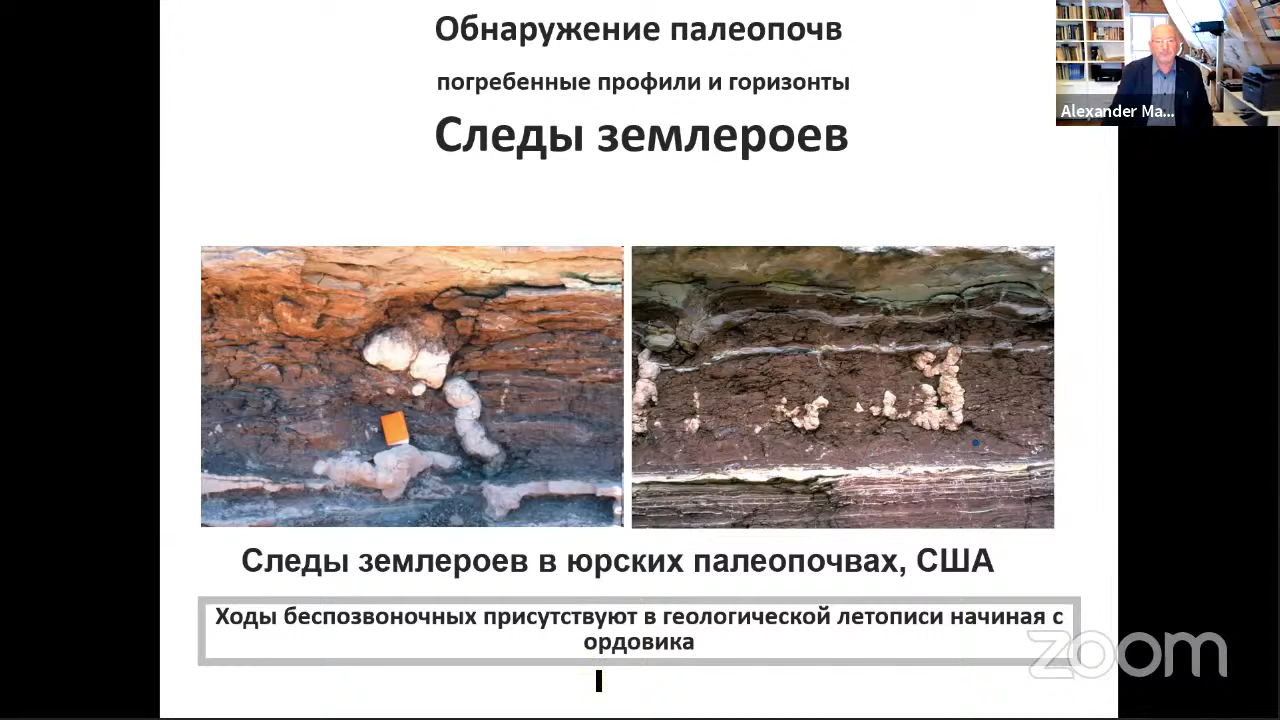 Обнаружение палеопочв
погребенные профили и горизонты
Следы землероев
Alexander Ma...
Следы землероев в юрских палеопочвах, США
Ходы беспозвоночных присутствуют в геологической летописи начиная с
ордовика
zoom